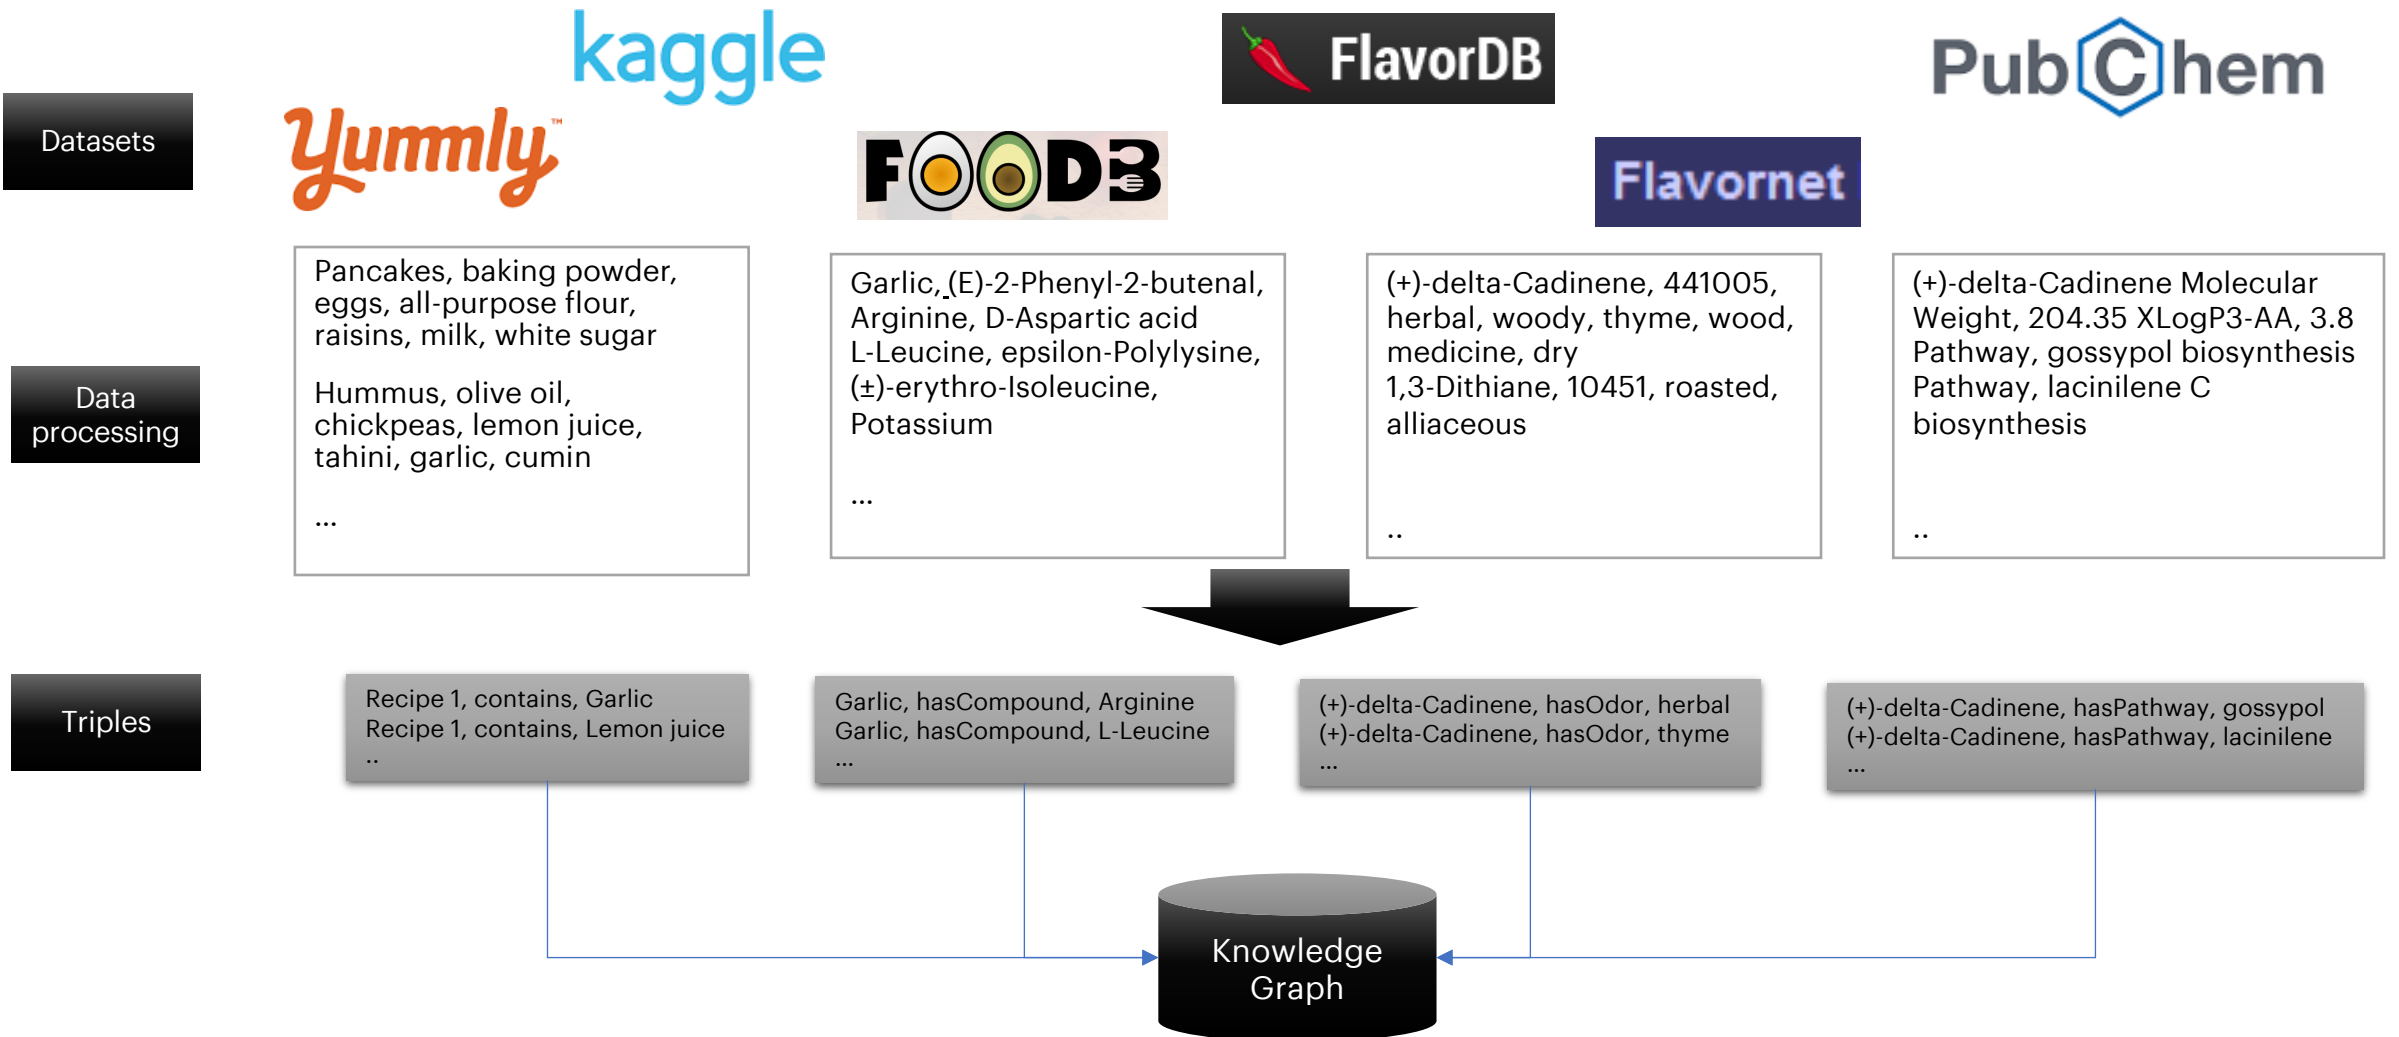 kaggle
FlavorDB
PubChem
Datasets
Yummly™
FOODB
Flavornet
Data
processing
Pancakes, baking powder,
eggs, all-purpose flour,
raisins, milk, white sugar
Hummus, olive oil,
chickpeas, lemon juice,
tahini, garlic, cumin
...
Garlic, (E)-2-Phenyl-2-butenal,
Arginine, D-Aspartic acid
L-Leucine, epsilon-Polylysine,
(±)-erythro-Isoleucine,
Potassium
...
(+)-delta-Cadinene, 441005,
herbal, woody, thyme, wood,
medicine, dry
1,3-Dithiane, 10451, roasted,
alliaceous
..
(+)-delta-Cadinene Molecular
Weight, 204.35 XLogP3-AA, 3.8
Pathway, gossypol biosynthesis
Pathway, lacinilene C
biosynthesis
..
Triples
Recipe 1, contains, Garlic
Recipe 1, contains, Lemon juice
..
Garlic, hasCompound, Arginine
Garlic, hasCompound, L-Leucine
...
(+)-delta-Cadinene, hasOdor, herbal
(+)-delta-Cadinene, hasOdor, thyme
...
(+)-delta-Cadinene, hasPathway, gossypol
(+)-delta-Cadinene, hasPathway, lacinilene
...
Knowledge
Graph